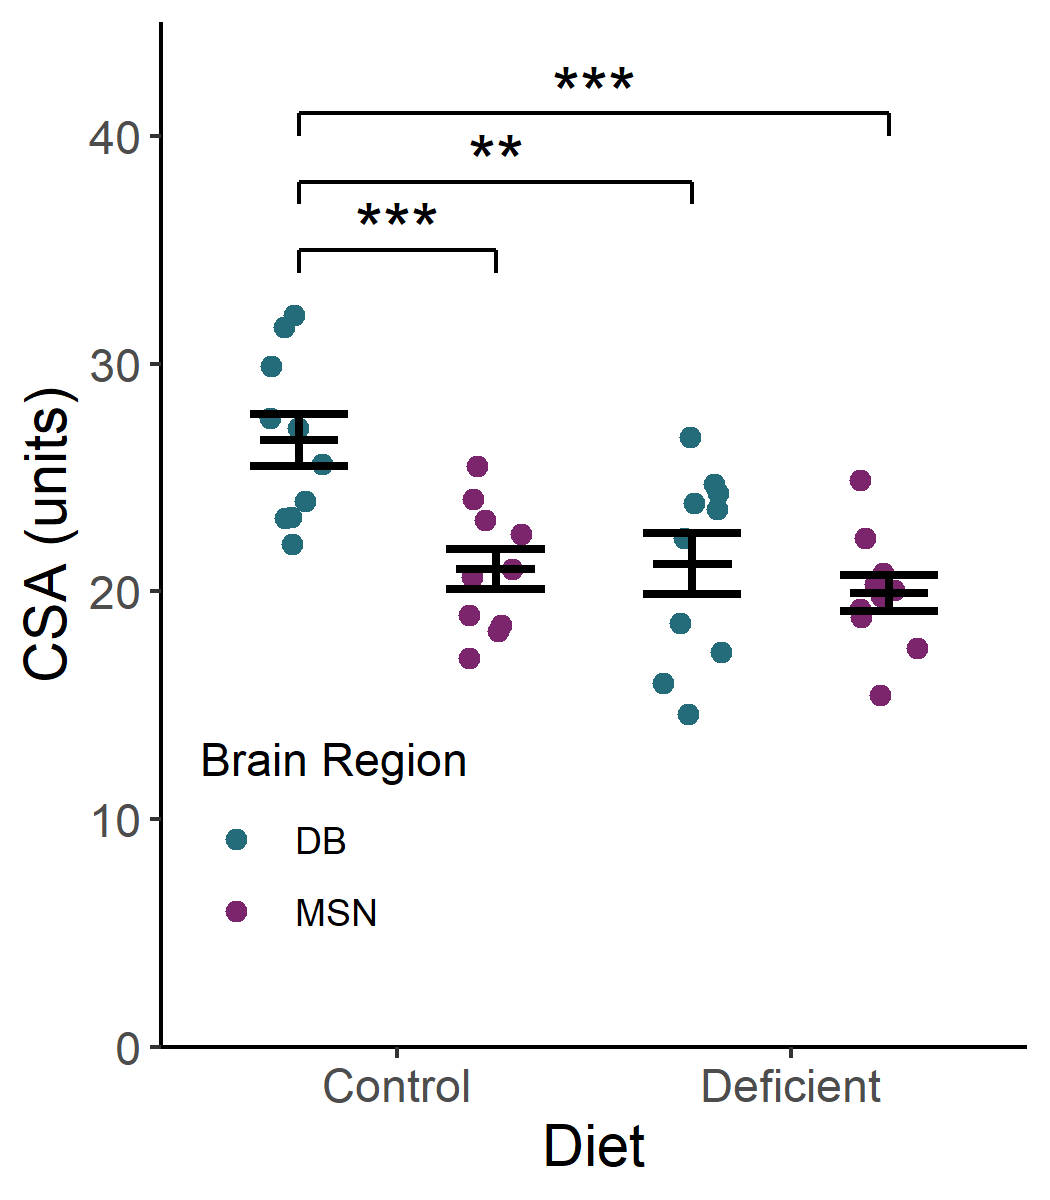 ***
40
**
***
30
CSA (units)
20
Brain Region
10
DB
MSN
0
Control Deficient
Diet